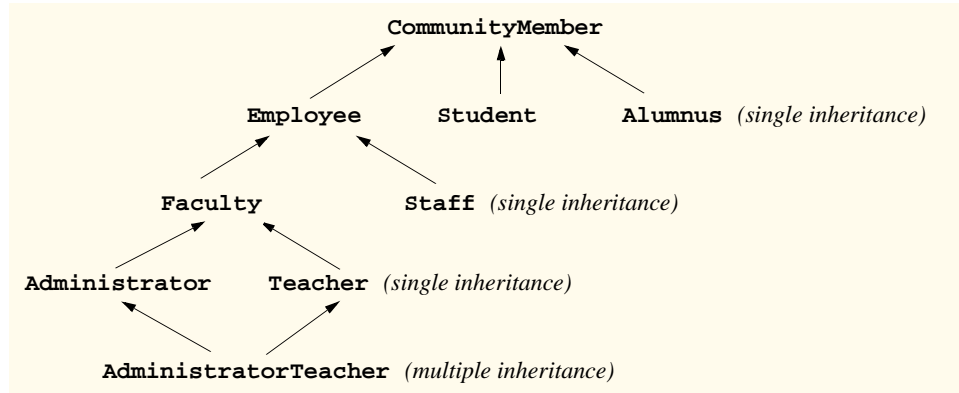 CommunityMember
Employee Student Alumnus (single inheritance)
Faculty Staff (single inheritance)
Administrator Teacher (single inheritance)
AdministratorTeacher (multiple inheritance)